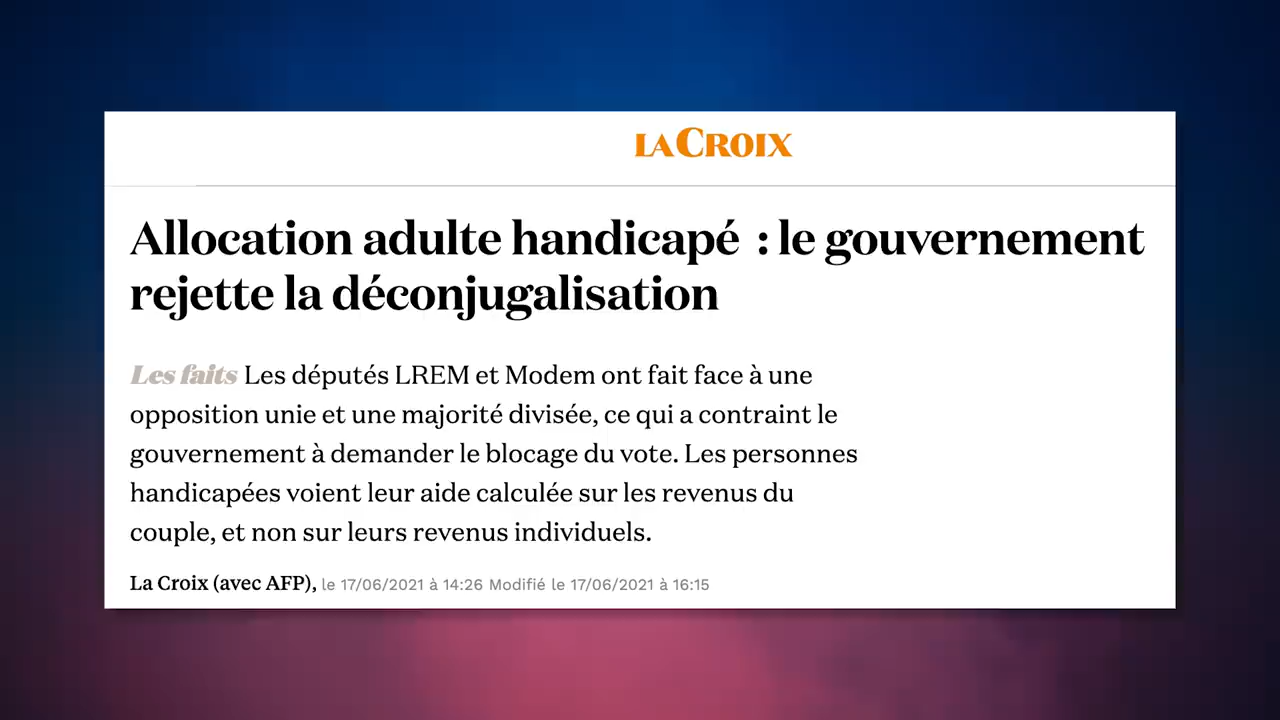 LA CROIX
Allocation adulte handicapé : le gouvernement
rejette la déconjugalisation
Les faits Les députés LREM et Modem ont fait face à une
opposition unie et une majorité divisée, ce qui a contraint le
gouvernement à demander le blocage du vote. Les personnes
handicapées voient leur aide calculée sur les revenus du
couple, et non sur leurs revenus individuels.
La Croix (avec AFP), le 17/06/2021 à 14:26 Modifié le 17/06/2021 à 16:15